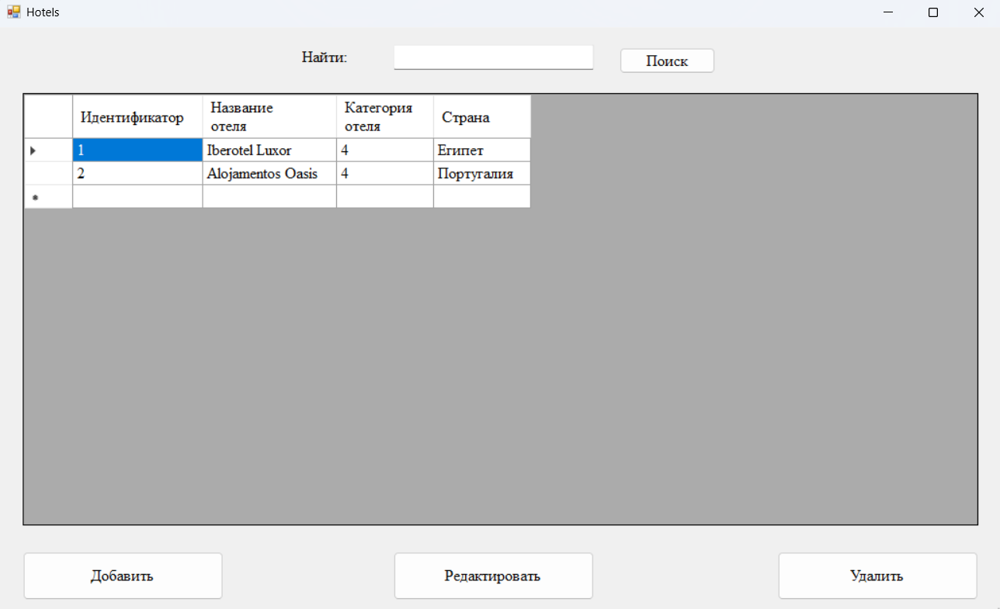 Hotels
Найти:
Поиск
Идентификатор
Название
отеля
Категория
отеля
Страна
1 Iberotel Luxor 4 Египет
2 Alojamentos Oasis 4 Португалия
Добавить
Редактировать
Удалить